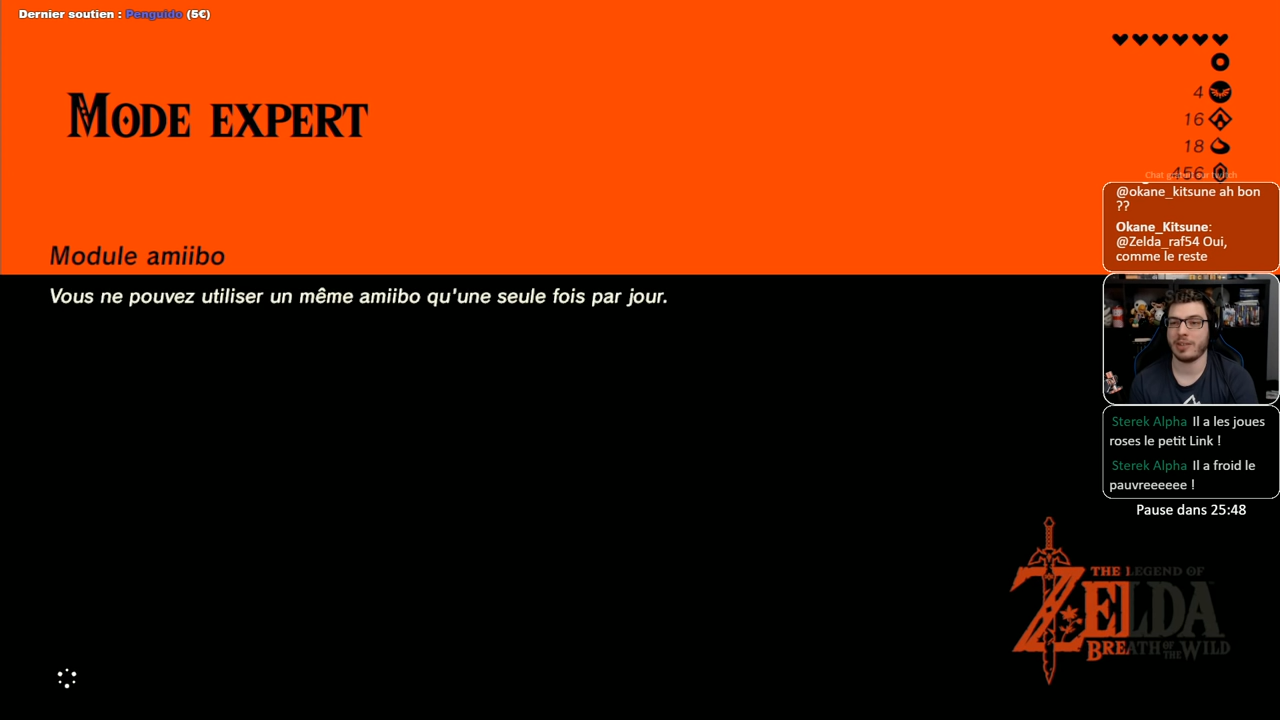 Dernier soutien : Penguido (5€)
MODE EXPERT
4
16
18
456
@okane_kitsune ah bon
??
Okane_Kitsune:
@Zelda_raf54 Oui,
comme le reste
Module amiibo
Vous ne pouvez utiliser un même amiibo qu'une seule fois par jour.
Sterek Alpha Il a les joues
roses le petit Link !
Sterek Alpha Il a froid le
pauvreeeeee !
Pause dans 25:48
THE LEGEND OF
ZELDA
BREATH OF THE WILD